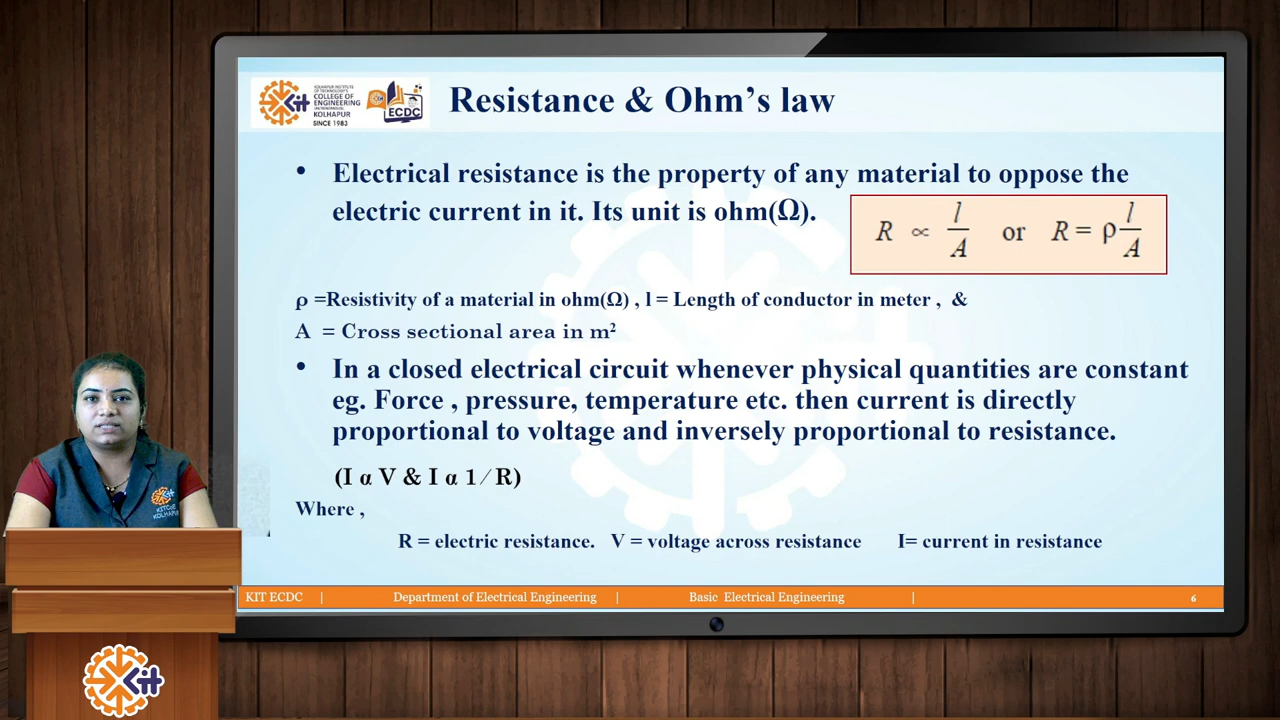 KOLHAPUR INSTITUTE
OF TECHNOLOGY'S
COLLEGE OF
ENGINEERING
(AUTONOMOUS),
KOLHAPUR
SINCE 1983
Kit
ECDC
Resistance & Ohm's law
• Electrical resistance is the property of any material to oppose the
electric current in it. Its unit is ohm(Ω).
R ∝ l/A or R = ρ l/A
ρ =Resistivity of a material in ohm(Ω) , l = Length of conductor in meter , &
A = Cross sectional area in m²
• In a closed electrical circuit whenever physical quantities are constant
eg. Force , pressure, temperature etc. then current is directly
proportional to voltage and inversely proportional to resistance.
(I α V & I α 1 ∕ R)
Where ,
R = electric resistance. V = voltage across resistance I= current in resistance
KIT ECDC | Department of Electrical Engineering | Basic Electrical Engineering | 6
KITCOE
KOLHAPUR
Kit